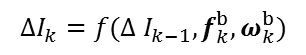 ΔI_k = f(Δ I_{k−1}, f_k^b, ω_k^b)